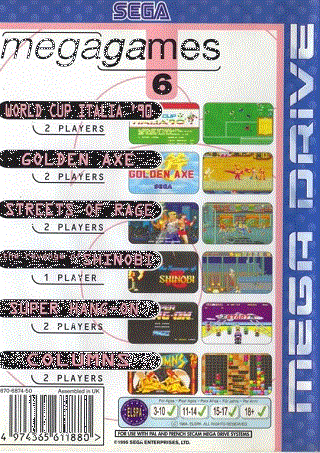 SEGA
megagames
6
WORLD CUP ITALIA '90
2 PLAYERS
GOLDEN AXE
2 PLAYERS
GOLDEN AXE
SEGA
STREETS OF RAGE
2 PLAYERS
SHINOBI
1 PLAYER
SHINOBI
SUPER HANG-ON
2 PLAYERS
COLUMNS
2 PLAYERS
670-6874-50
Assembled in UK
4 974365 611880 >
ELSPA
3-10 11-14 15-17 18+
FOR USE WITH PAL AND FRENCH SECAM MEGA DRIVE SYSTEMS
©1995 SEGA ENTERPRISES, LTD.
MEGA DRIVE